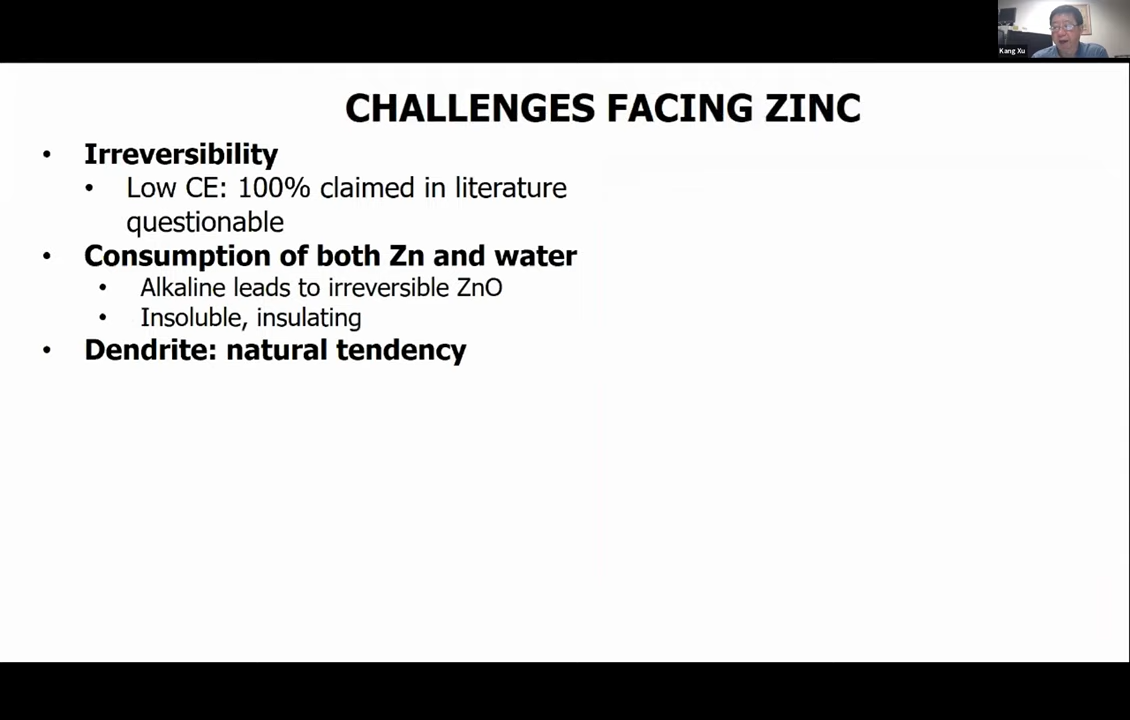 Kang Xu
CHALLENGES FACING ZINC
• Irreversibility
• Low CE: 100% claimed in literature
questionable
• Consumption of both Zn and water
• Alkaline leads to irreversible ZnO
• Insoluble, insulating
• Dendrite: natural tendency